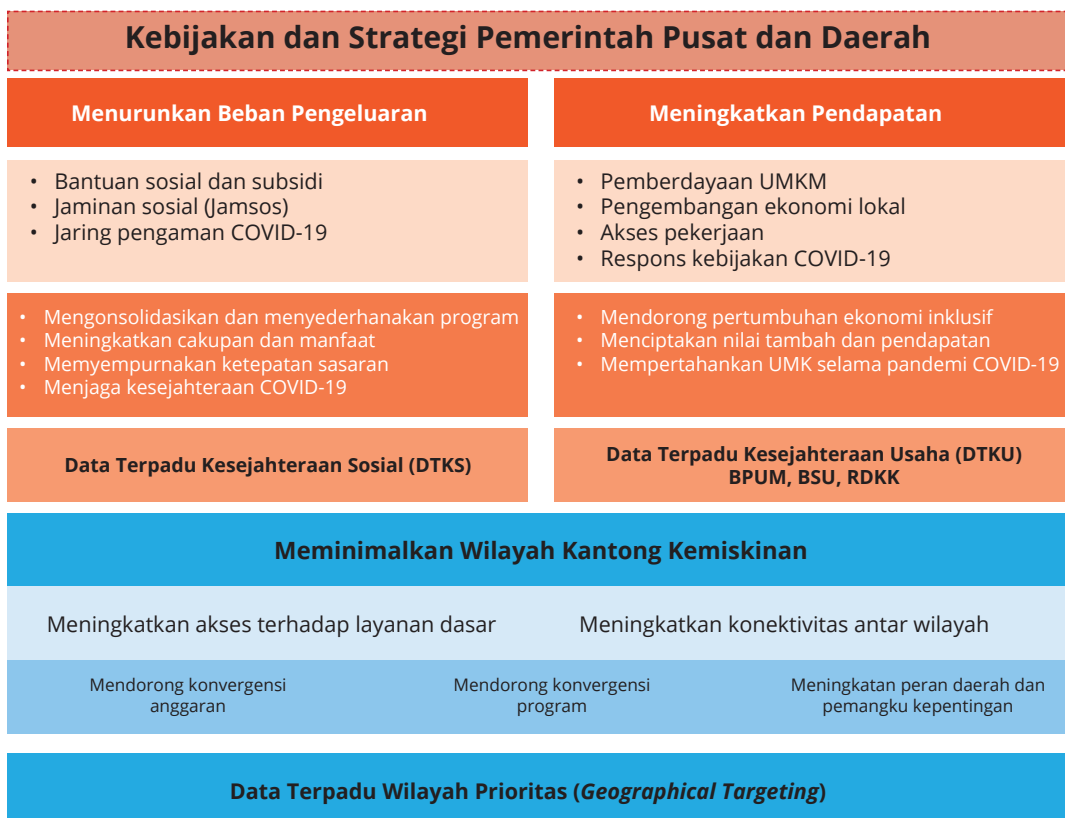 Kebijakan dan Strategi Pemerintah Pusat dan Daerah
Menurunkan Beban Pengeluaran
• Bantuan sosial dan subsidi
• Jaminan sosial (Jamsos)
• Jaring pengaman COVID-19
• Mengonsolidasikan dan menyederhanakan program
• Meningkatkan cakupan dan manfaat
• Memyempurnakan ketepatan sasaran
• Menjaga kesejahteraan COVID-19
Data Terpadu Kesejahteraan Sosial (DTKS)
Meningkatkan Pendapatan
• Pemberdayaan UMKM
• Pengembangan ekonomi lokal
• Akses pekerjaan
• Respons kebijakan COVID-19
• Mendorong pertumbuhan ekonomi inklusif
• Menciptakan nilai tambah dan pendapatan
• Mempertahankan UMK selama pandemi COVID-19
Data Terpadu Kesejahteraan Usaha (DTKU)
BPUM, BSU, RDKK
Meminimalkan Wilayah Kantong Kemiskinan
Meningkatkan akses terhadap layanan dasar
Meningkatkan konektivitas antar wilayah
Mendorong konvergensi
anggaran
Mendorong konvergensi
program
Meningkatan peran daerah dan
pemangku kepentingan
Data Terpadu Wilayah Prioritas (Geographical Targeting)